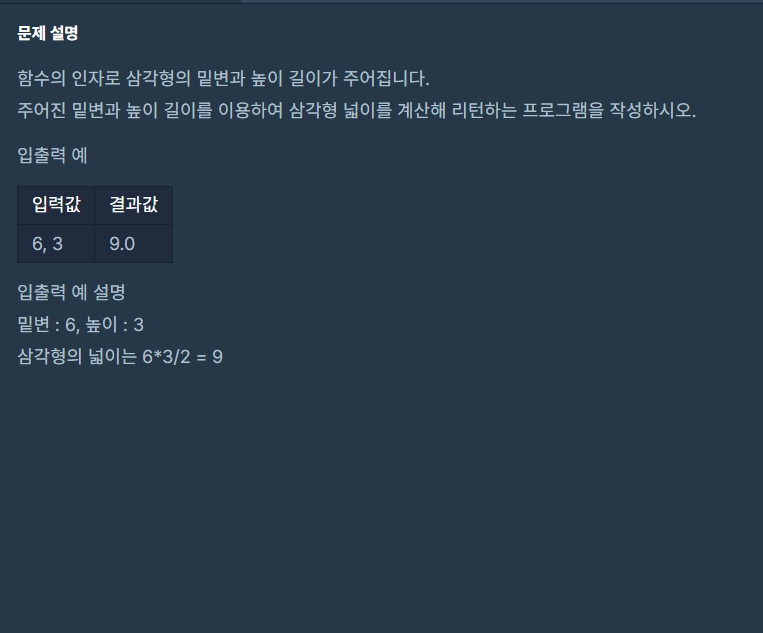 문제 설명
함수의 인자로 삼각형의 밑변과 높이 길이가 주어집니다.
주어진 밑변과 높이 길이를 이용하여 삼각형 넓이를 계산해 리턴하는 프로그램을 작성하시오.
입출력 예
입력값 결과값
6, 3 9.0
입출력 예 설명
밑변 : 6, 높이 : 3
삼각형의 넓이는 6*3/2 = 9